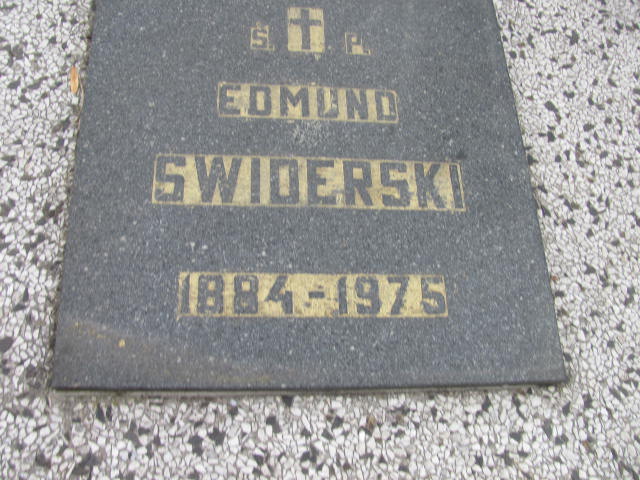 Ś. P.
EDMUND
SWIDERSKI
1884-1975